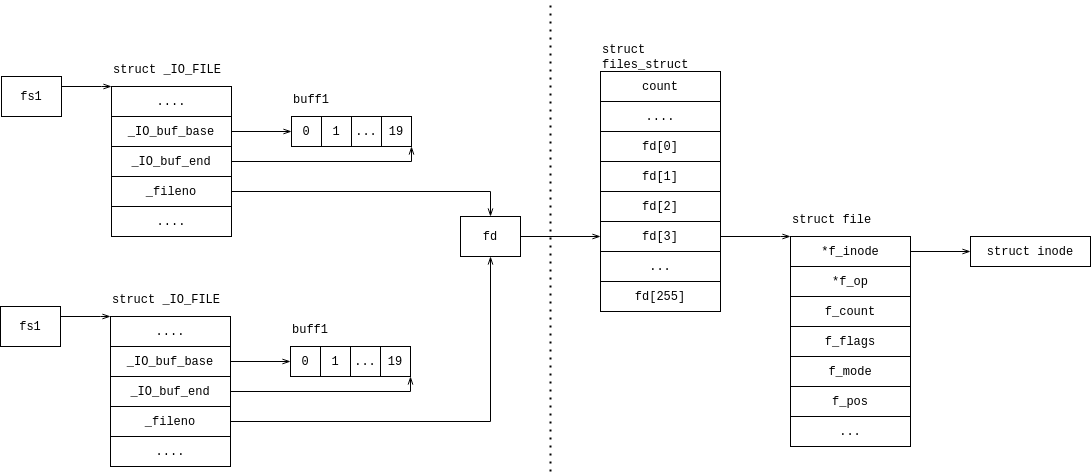 fs1
struct _IO_FILE
....
_IO_buf_base
_IO_buf_end
_fileno
....
buff1
0 1 ... 19
fd
fs1
struct _IO_FILE
....
_IO_buf_base
_IO_buf_end
_fileno
....
buff1
0 1 ... 19
struct
files_struct
count
....
fd[0]
fd[1]
fd[2]
fd[3]
...
fd[255]
struct file
*f_inode
*f_op
f_count
f_flags
f_mode
f_pos
...
struct inode